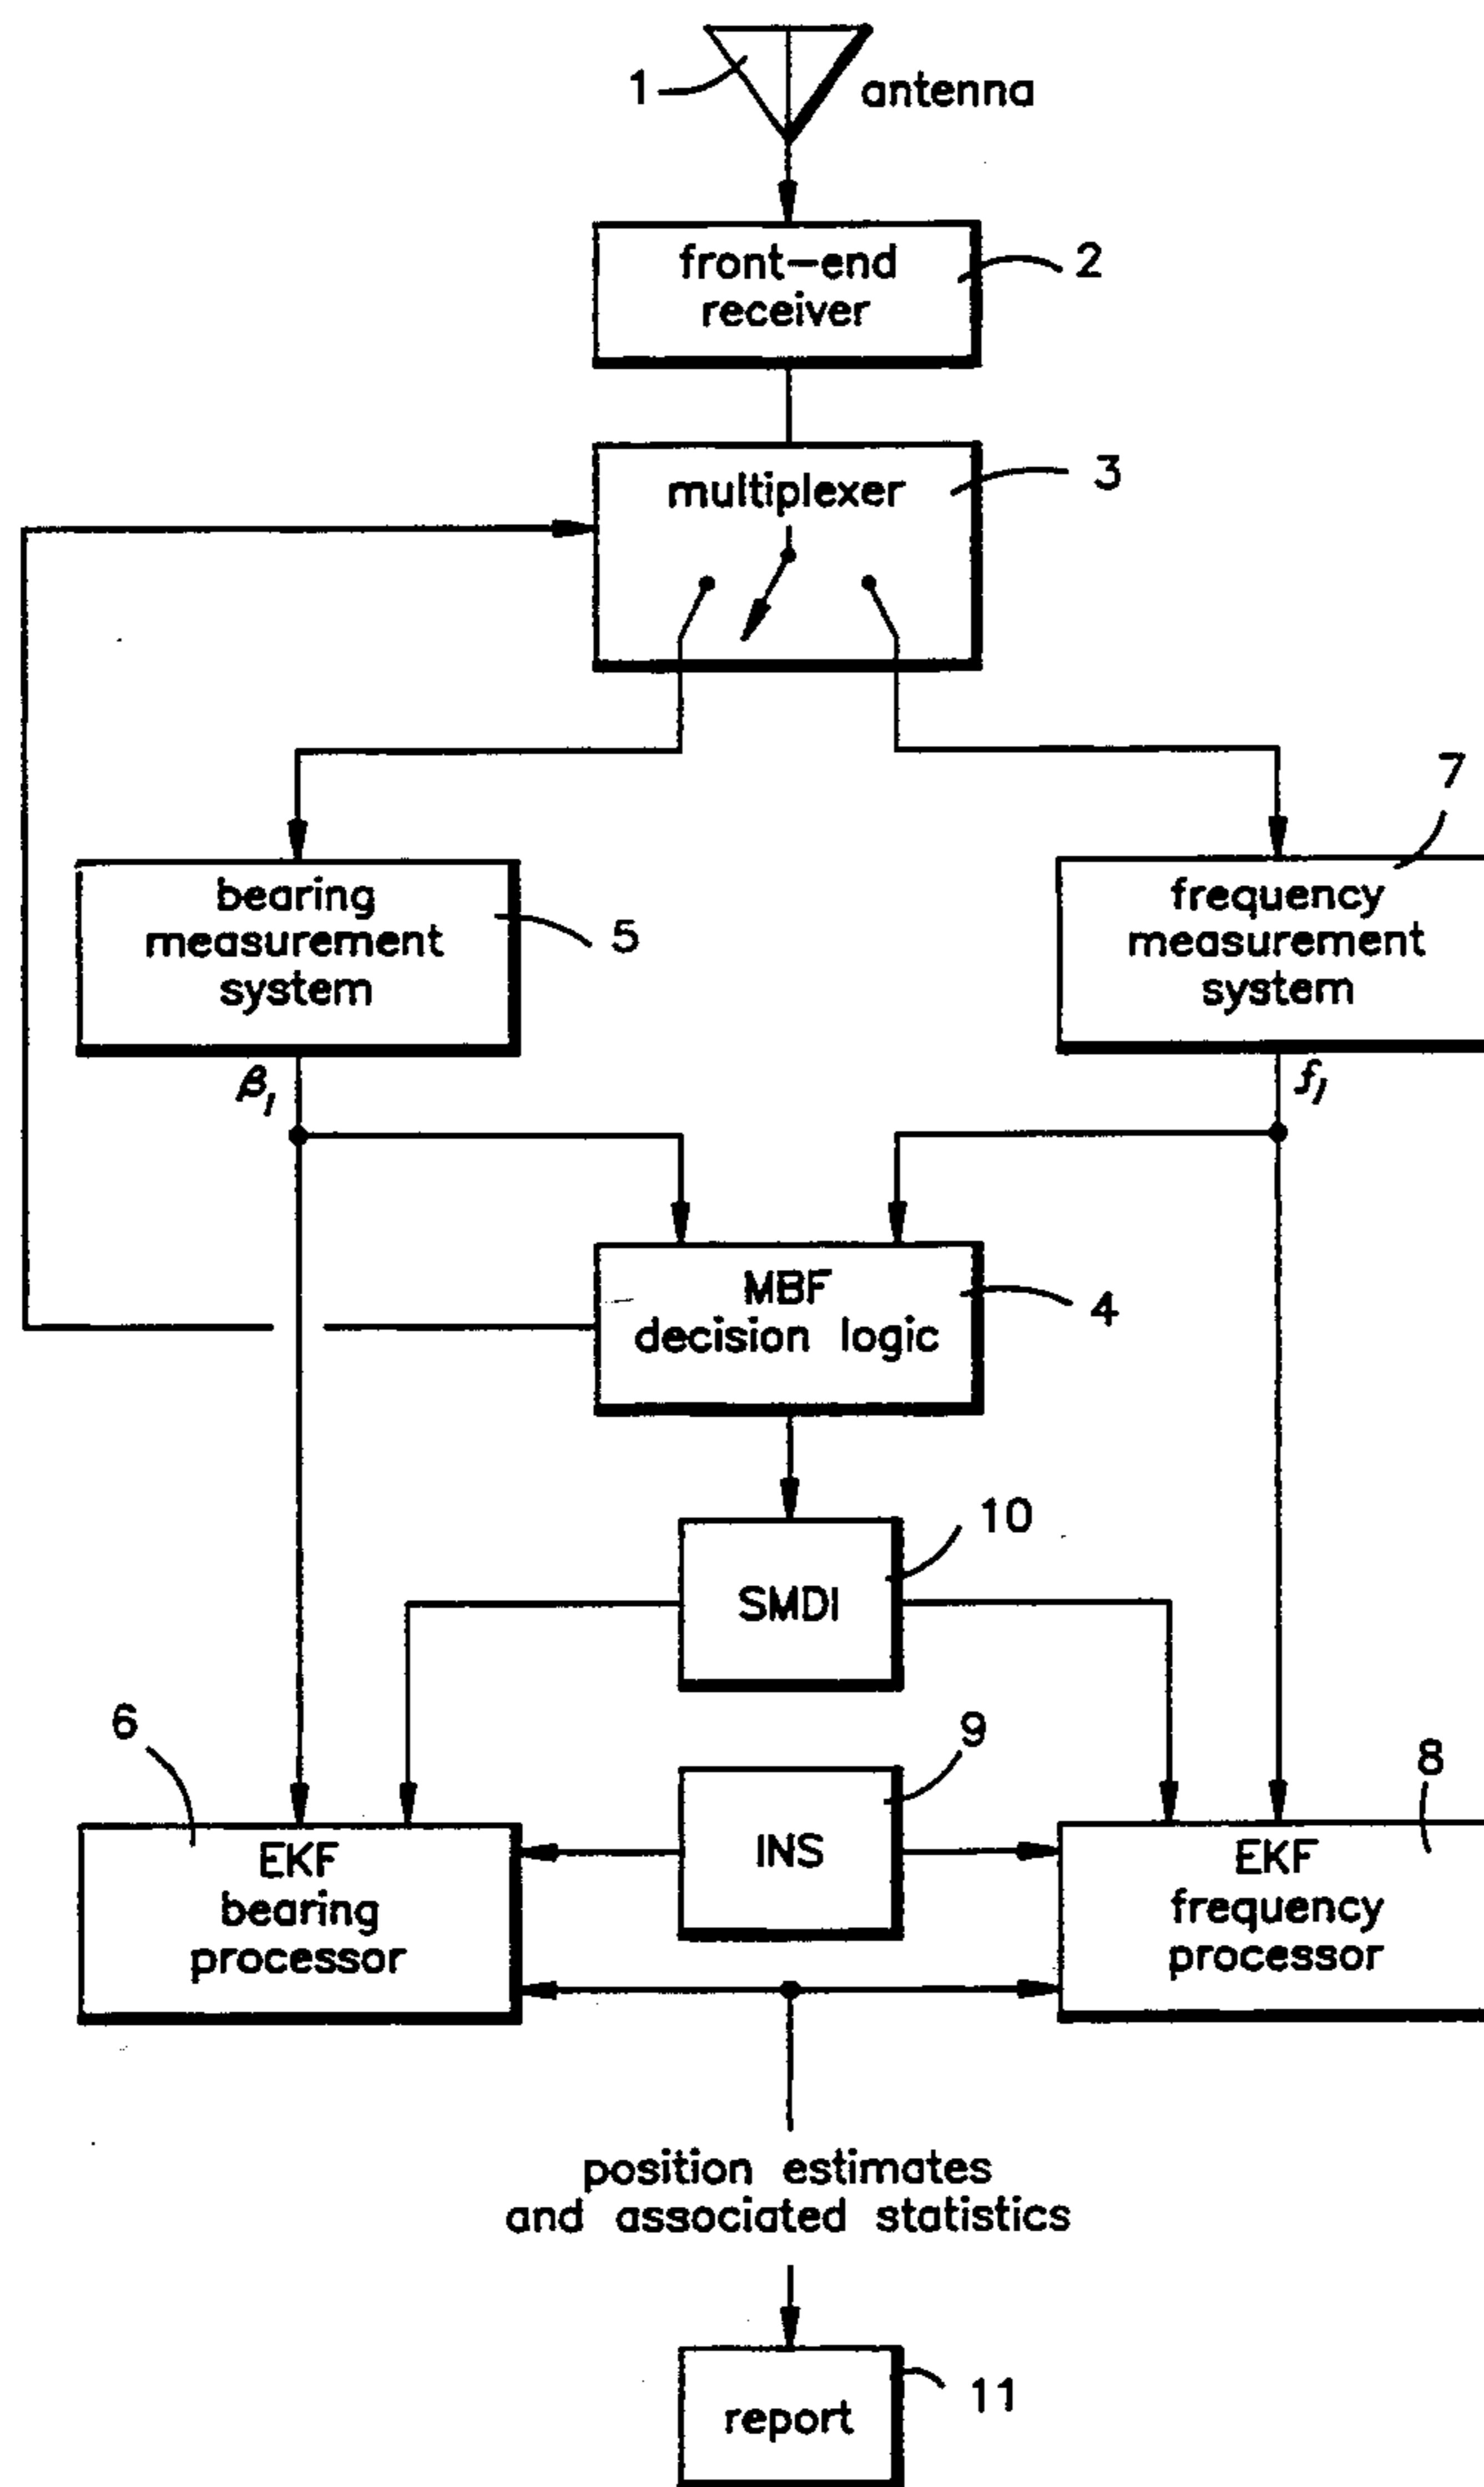 1
antenna
front-end
receiver
2
multiplexer
3
7
bearing
measurement
system
5
frequency
measurement
system
βi
fi
MBF
decision logic
4
10
SMDI
6
9
8
INS
EKF
bearing
processor
EKF
frequency
processor
position estimates
and associated statistics
report
11